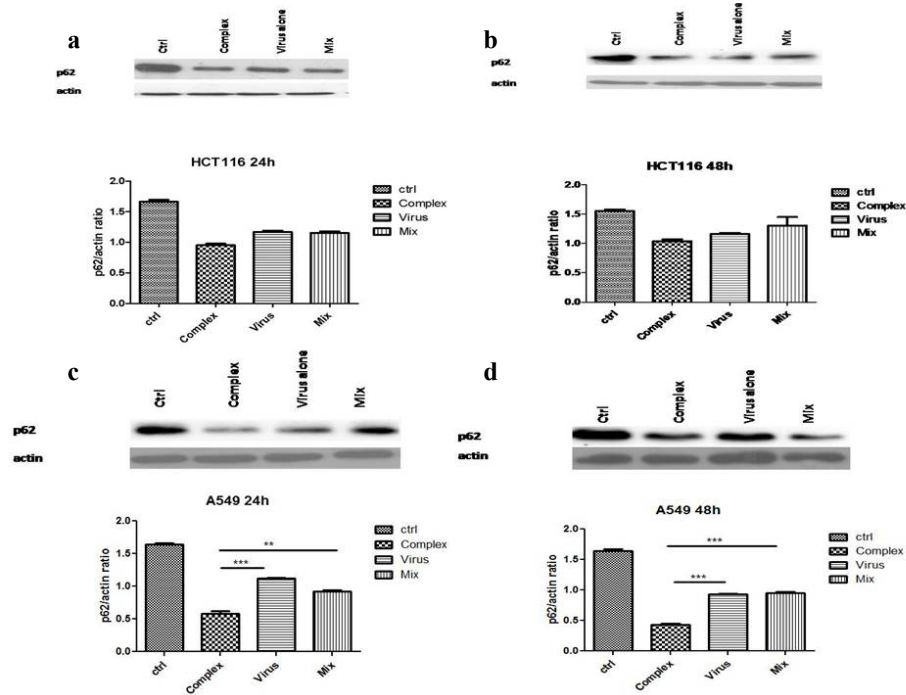 a
Ctrl
Complex
Virus alone
Mix
p62
actin
HCT116 24h
p62/actin ratio
2.0
1.5
1.0
0.5
0.0
ctrl
Complex
Virus
Mix
ctrl
Complex
Virus
Mix
b
Ctrl
Complex
Virus alone
Mix
p62
actin
HCT116 48h
p62/actin ratio
2.0
1.5
1.0
0.5
0.0
ctrl
Complex
Virus
Mix
ctrl
Complex
Virus
Mix
c
Ctrl
Complex
Virus alone
Mix
p62
actin
A549 24h
p62/actin ratio
2.0
1.5
1.0
0.5
0.0
**
***
ctrl
Complex
Virus
Mix
ctrl
Complex
Virus
Mix
d
Ctrl
Complex
Virus alone
Mix
p62
actin
A549 48h
p62/actin ratio
2.0
1.5
1.0
0.5
0.0
***
***
ctrl
Complex
Virus
Mix
ctrl
Complex
Virus
Mix